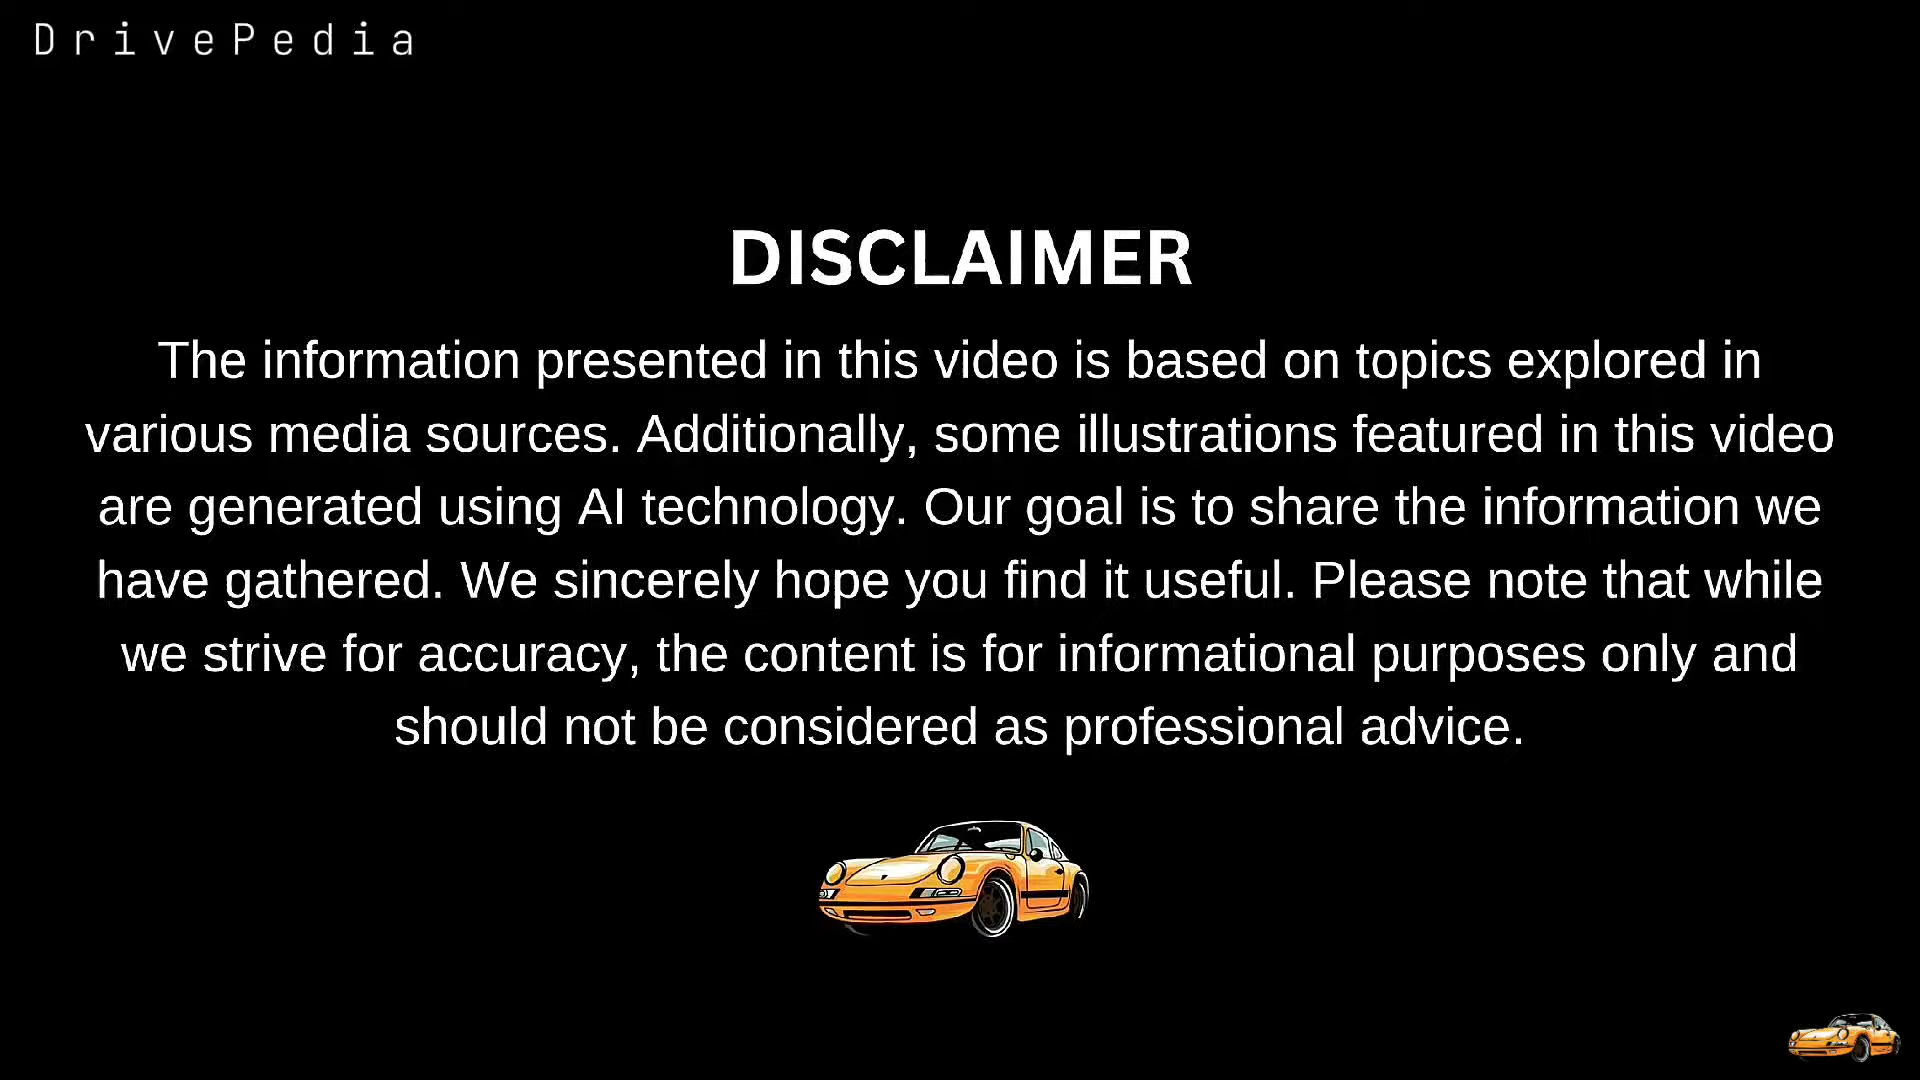 DrivePedia
DISCLAIMER
The information presented in this video is based on topics explored in
various media sources. Additionally, some illustrations featured in this video
are generated using AI technology. Our goal is to share the information we
have gathered. We sincerely hope you find it useful. Please note that while
we strive for accuracy, the content is for informational purposes only and
should not be considered as professional advice.